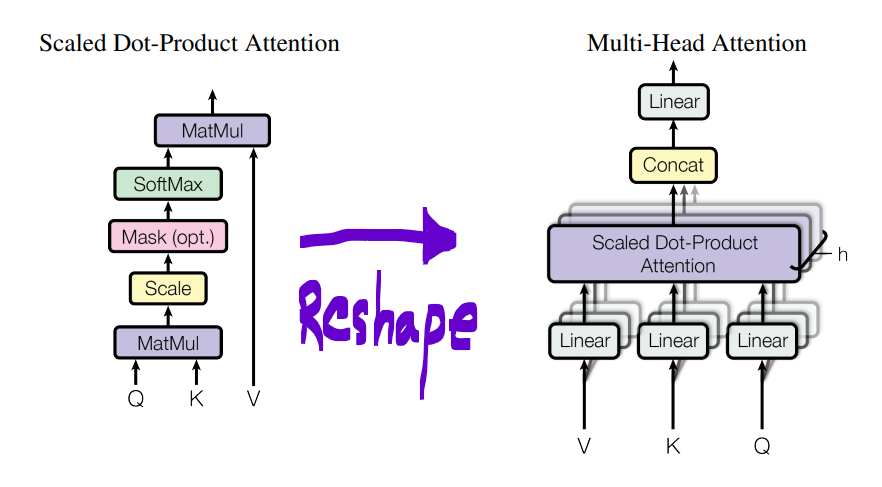 Scaled Dot-Product Attention
MatMul
SoftMax
Mask (opt.)
Scale
MatMul
Q K V
Reshape
Multi-Head Attention
Linear
Concat
Scaled Dot-Product
Attention
h
Linear Linear Linear
V K Q